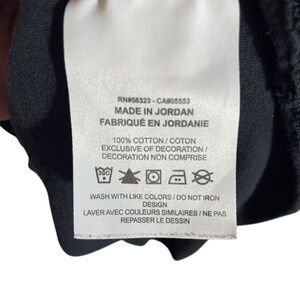 RN#56323 - CA#05553
MADE IN JORDAN
FABRIQUÉ EN JORDANIE
100% COTTON / COTON
EXCLUSIVE OF DECORATION /
DECORATION NON COMPRISE
30C
WASH WITH LIKE COLORS / DO NOT IRON
DESIGN
LAVER AVEC COULEURS SIMILAIRES / NE PAS
REPASSER LE DESSIN